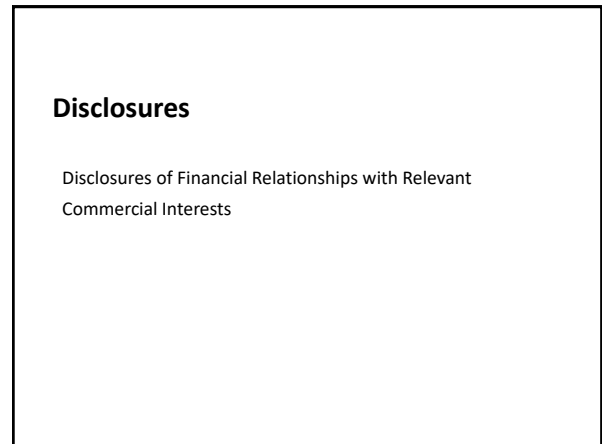 Disclosures
Disclosures of Financial Relationships with Relevant
Commercial Interests